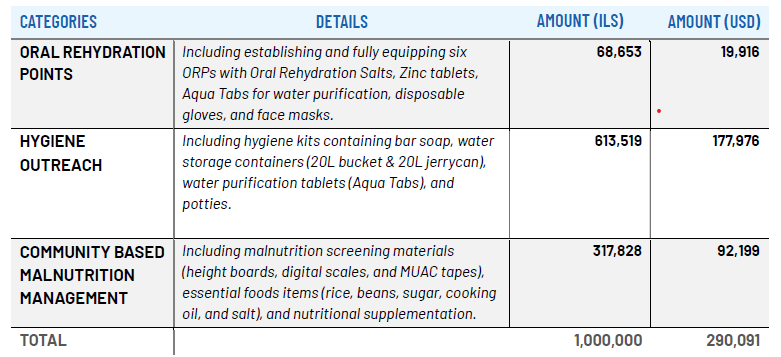 CATEGORIES DETAILS AMOUNT (ILS) AMOUNT (USD)
ORAL REHYDRATION POINTS
Including establishing and fully equipping six
ORPs with Oral Rehydration Salts, Zinc tablets,
Aqua Tabs for water purification, disposable
gloves, and face masks.
68,653 19,916
HYGIENE
OUTREACH
Including hygiene kits containing bar soap, water
storage containers (20L bucket & 20L jerrycan),
water purification tablets (Aqua Tabs), and
potties.
613,519 177,976
COMMUNITY BASED
MALNUTRITION
MANAGEMENT
Including malnutrition screening materials
(height boards, digital scales, and MUAC tapes),
essential foods items (rice, beans, sugar, cooking
oil, and salt), and nutritional supplementation.
317,828 92,199
TOTAL 1,000,000 290,091